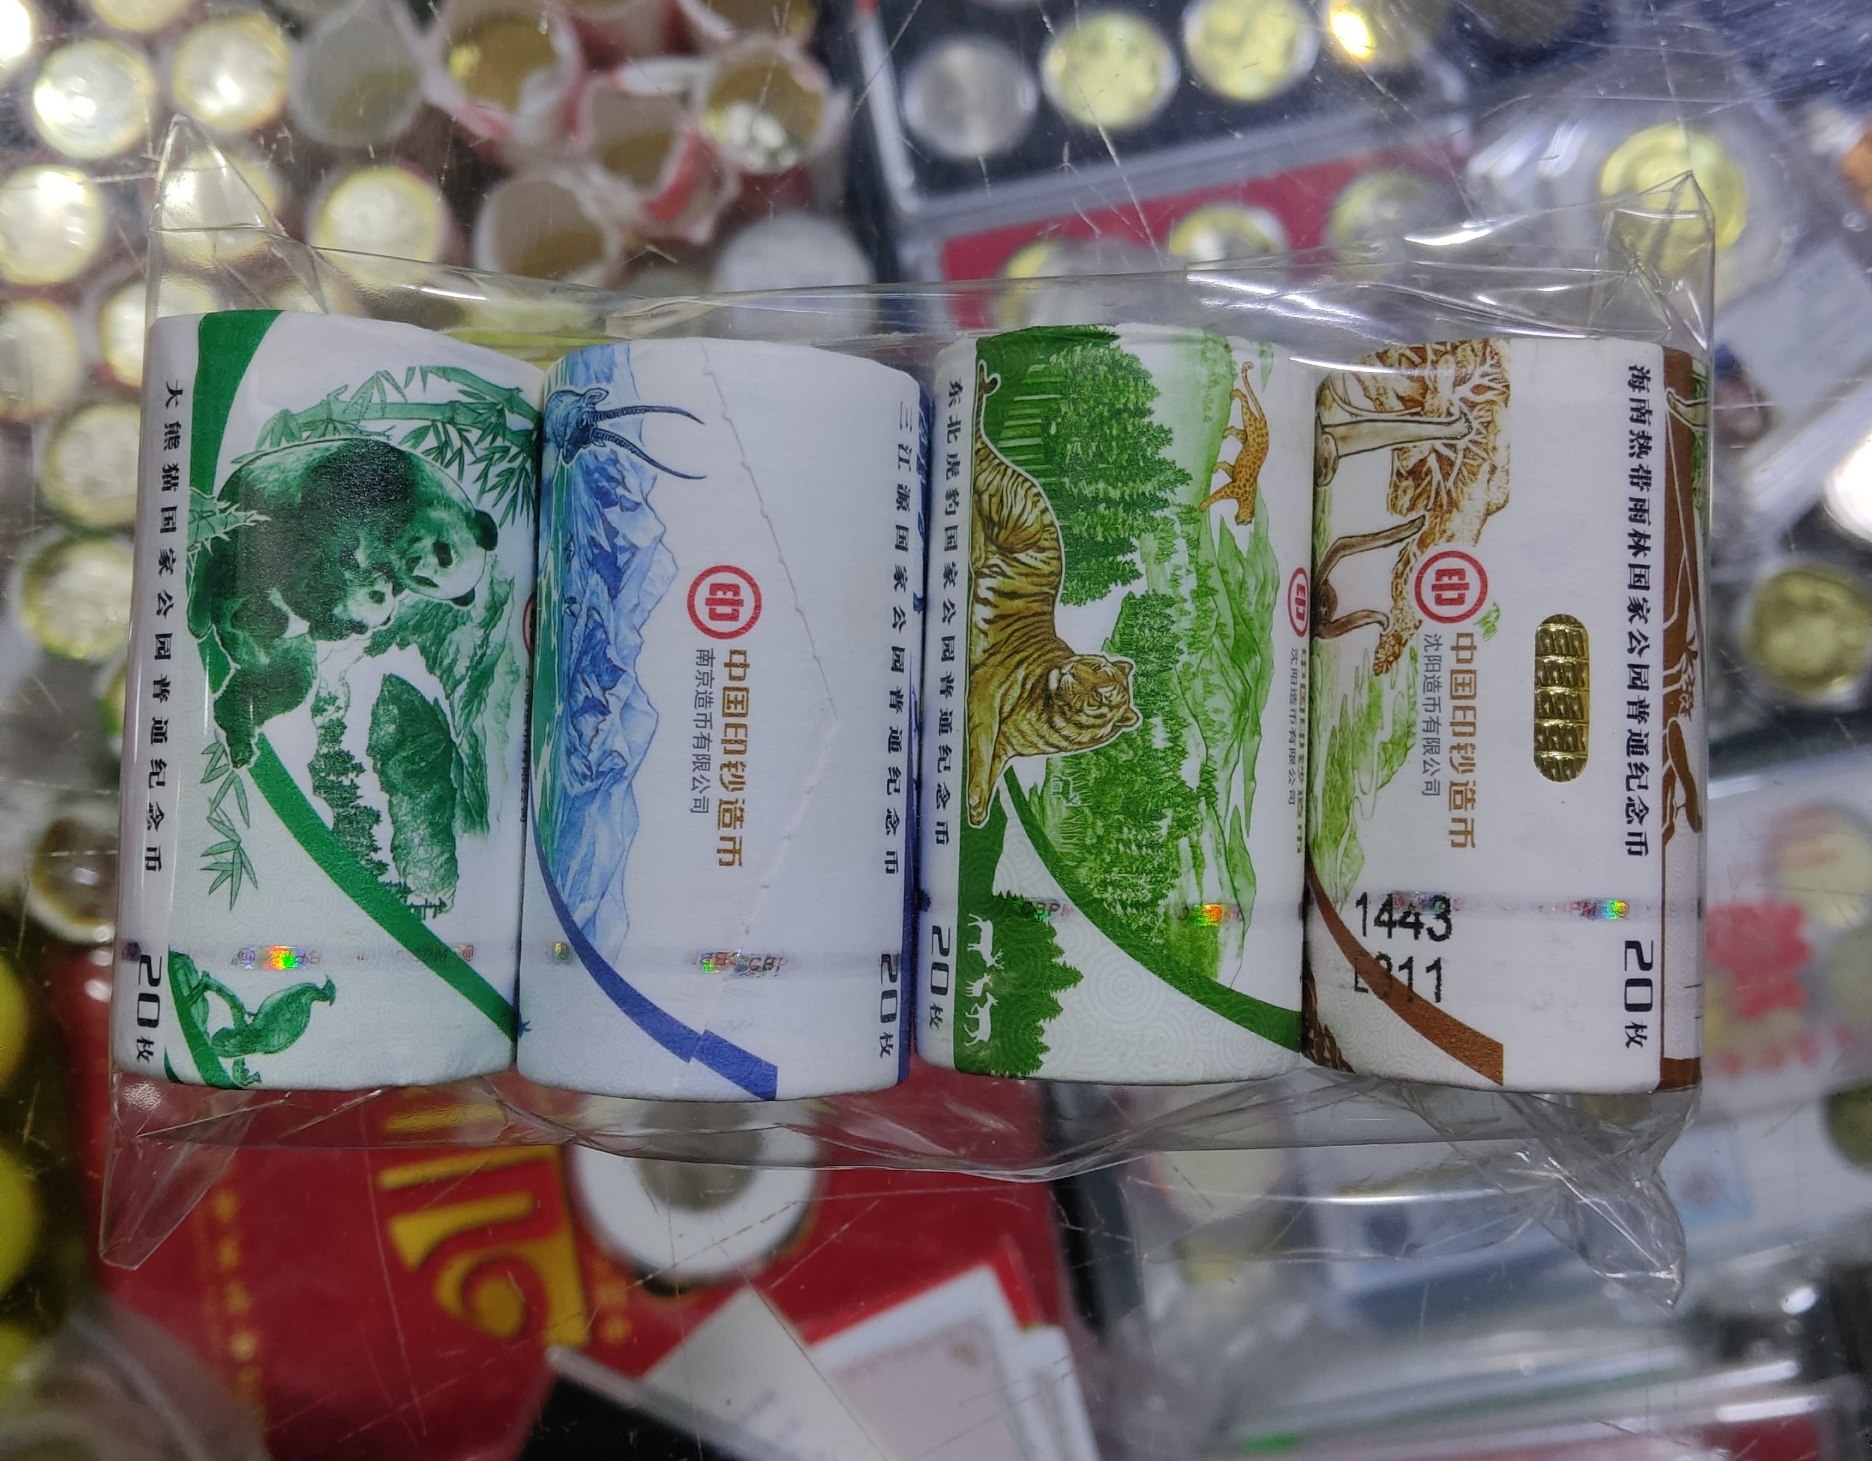 大熊猫国家公园普通纪念币
20枚
三江源国家公园普通纪念币
20枚
中国印钞造币
南京造币有限公司
东北虎豹国家公园普通纪念币
20枚
沈阳造币有限公司
海南热带雨林国家公园普通纪念币
20枚
中国印钞造币
沈阳造币有限公司
1443